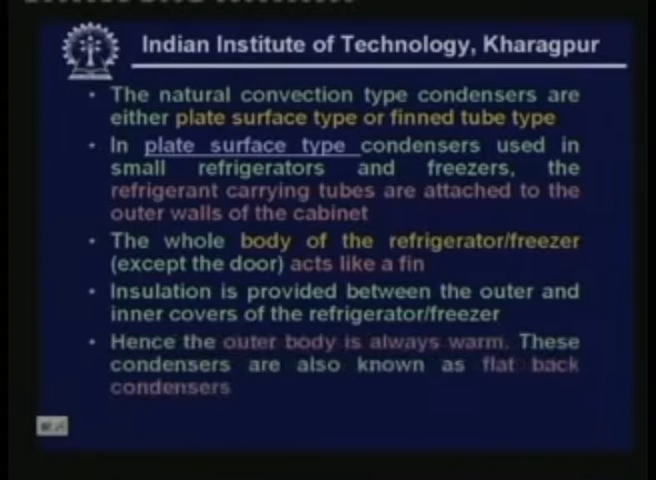 Indian Institute of Technology, Kharagpur
• The natural convection type condensers are
either plate surface type or finned tube type
• In plate surface type condensers used in
small refrigerators and freezers, the
refrigerant carrying tubes are attached to the
outer walls of the cabinet
• The whole body of the refrigerator/freezer
(except the door) acts like a fin
• Insulation is provided between the outer and
inner covers of the refrigerator/freezer
• Hence the outer body is always warm. These
condensers are also known as flat back
condensers